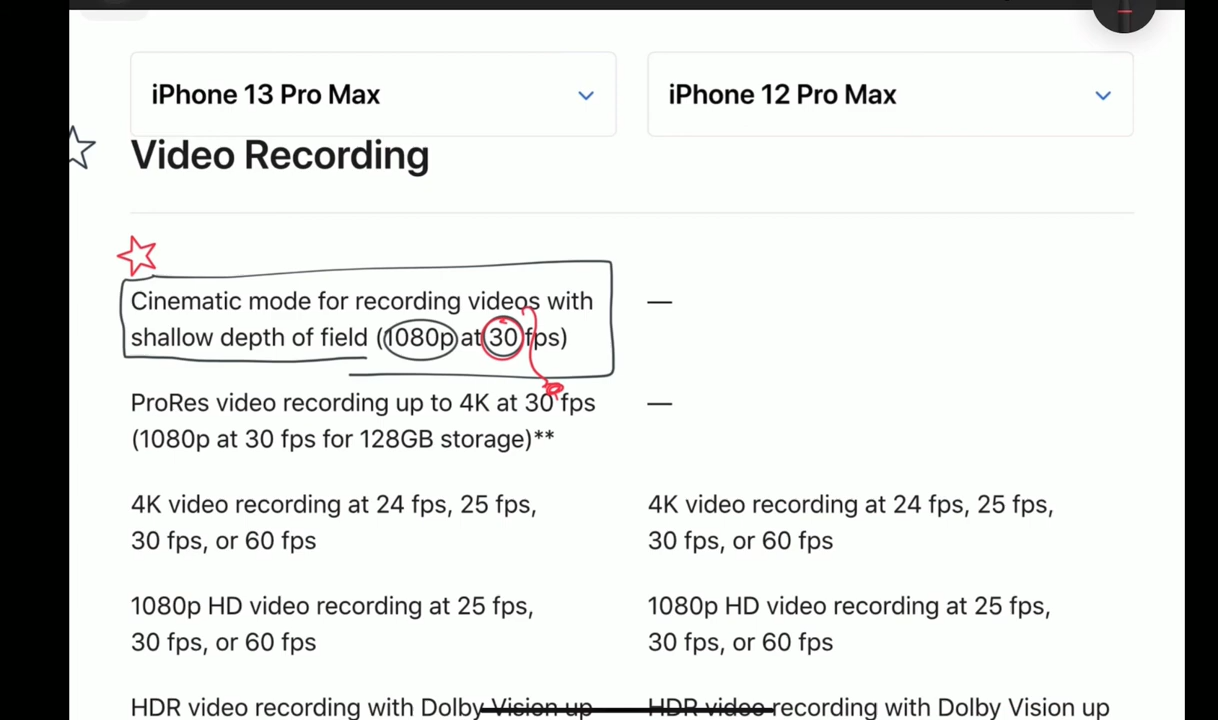 iPhone 13 Pro Max
iPhone 12 Pro Max
Video Recording
Cinematic mode for recording videos with
shallow depth of field (1080p at 30 fps)
—
ProRes video recording up to 4K at 30 fps
(1080p at 30 fps for 128GB storage)**
—
4K video recording at 24 fps, 25 fps,
30 fps, or 60 fps
4K video recording at 24 fps, 25 fps,
30 fps, or 60 fps
1080p HD video recording at 25 fps,
30 fps, or 60 fps
1080p HD video recording at 25 fps,
30 fps, or 60 fps
HDR video recording with Dolby Vision up
HDR video recording with Dolby Vision up